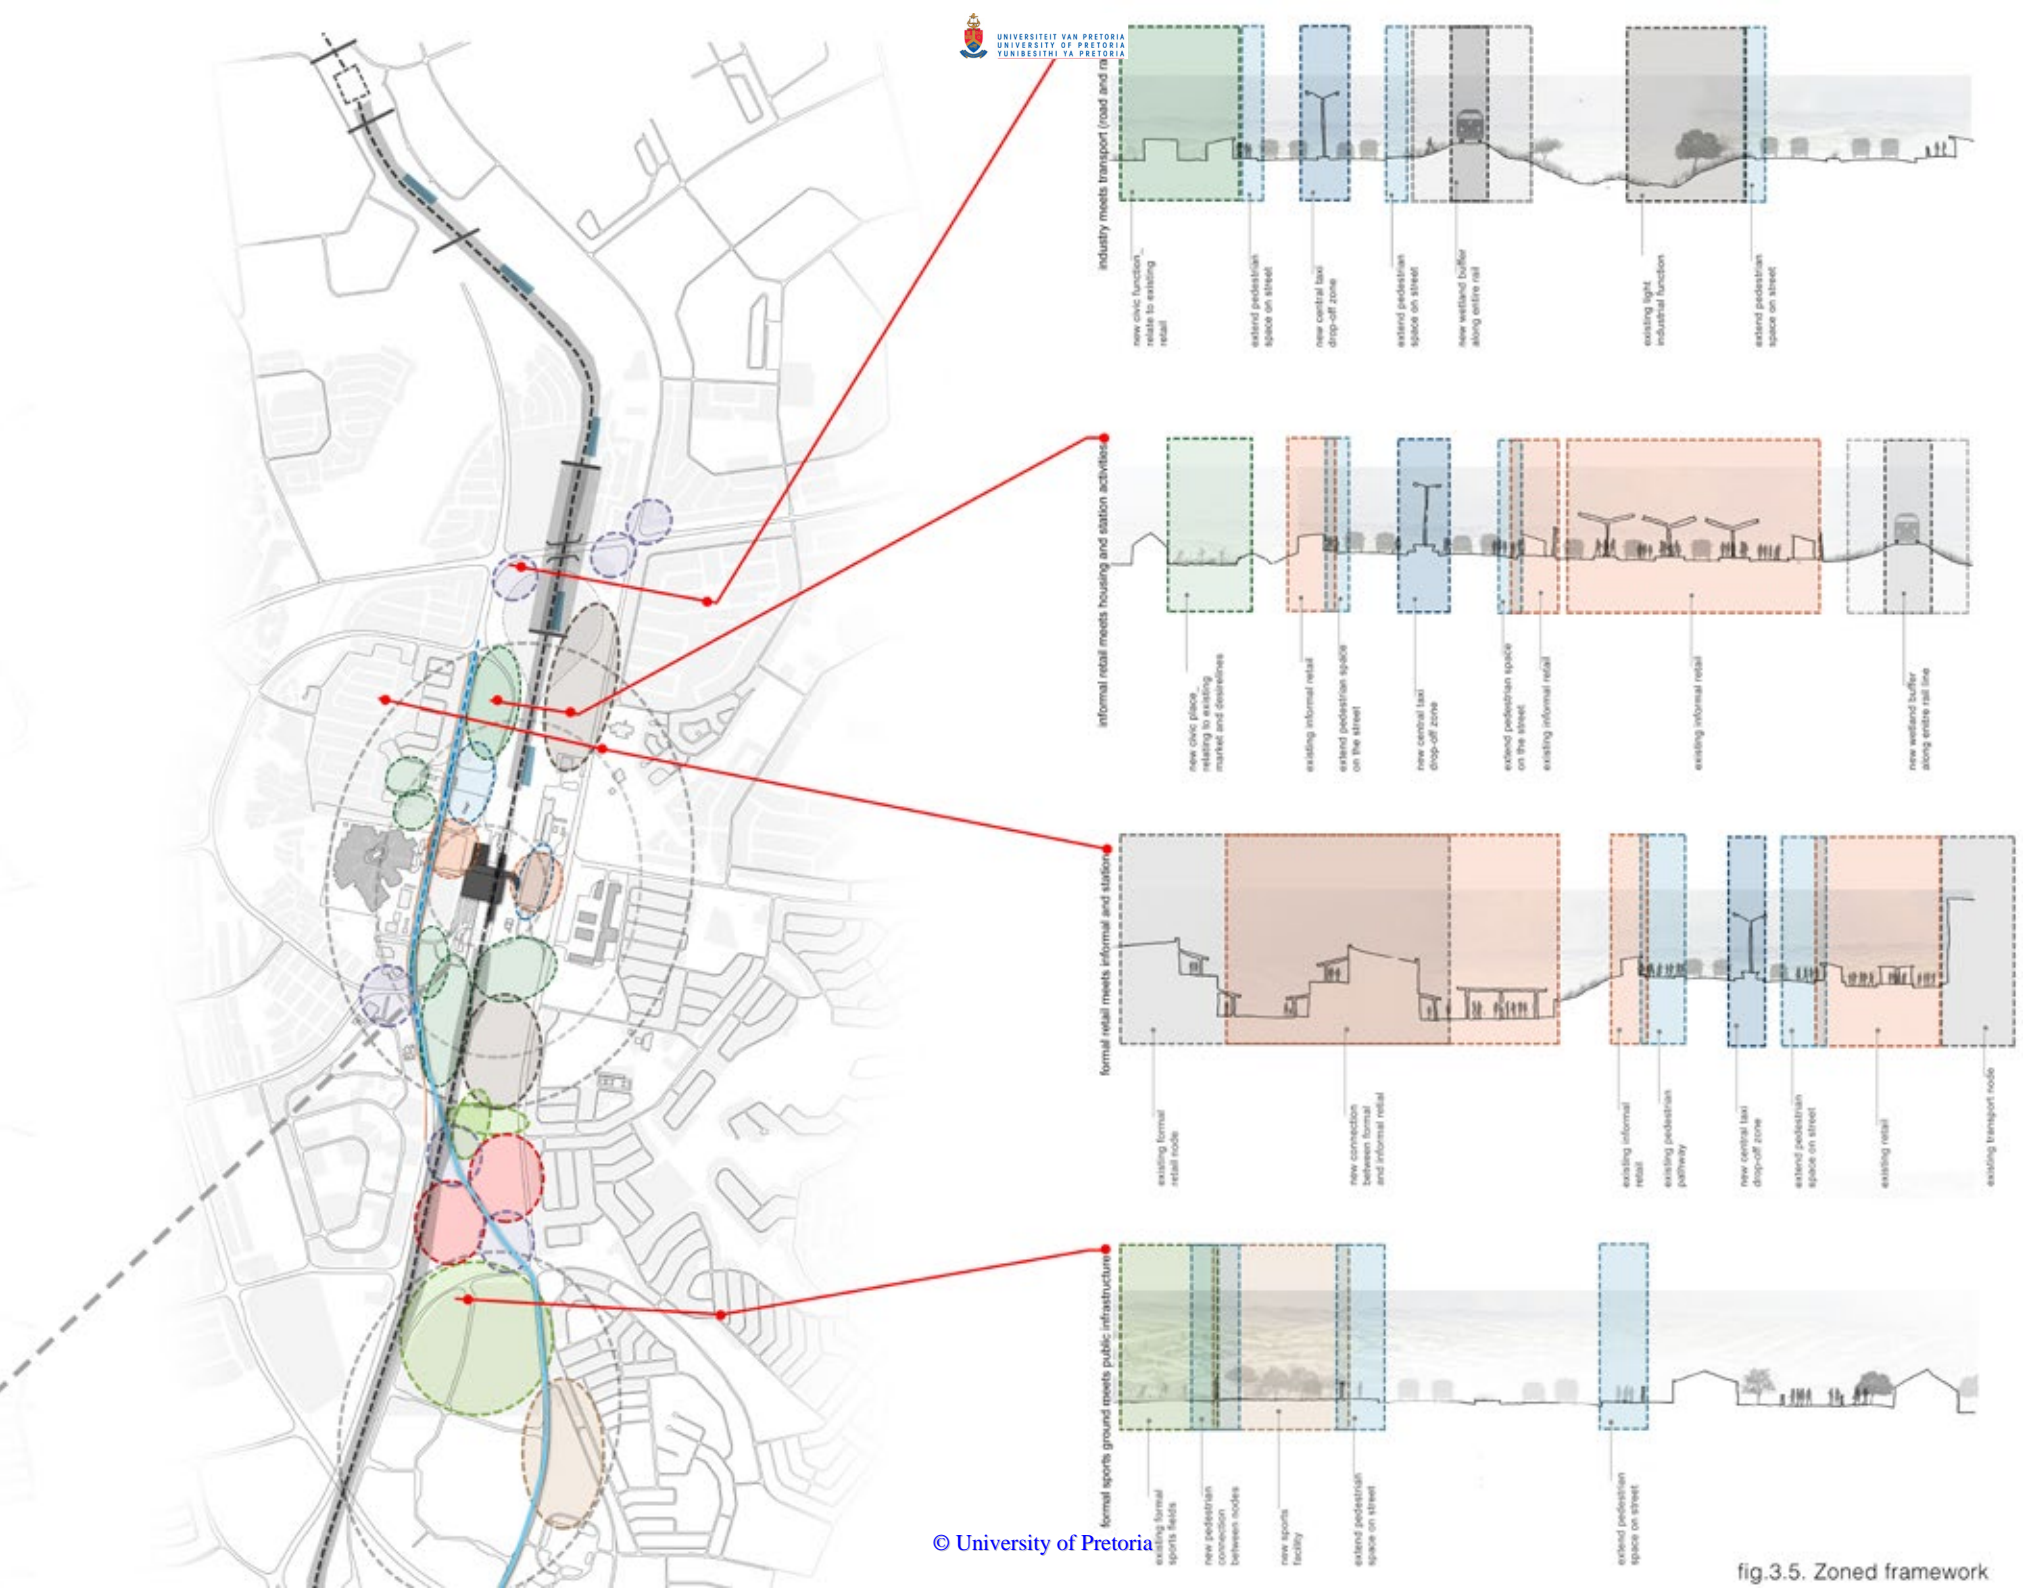 UNIVERSITEIT VAN PRETORIA
UNIVERSITY OF PRETORIA
YUNIBESITHI YA PRETORIA
industry meets transport (road and ra
new civic function_
relate to existing
retail
extend pedestrian
space on street
new central taxi
drop-off zone
extend pedestrian
space on street
new wetland buffer
along entire rail
existing light
industrial function
extend pedestrian
space on street
informal retail meets housing and station activities
new civic place_
relating to existing
market and desirelines
existing informal retail
extend pedestrian space
on the street
new central taxi
drop-off zone
extend pedestrian space
on the street
existing informal retail
existing informal retail
new wetland buffer
along enitre rail line
formal retail meets informal and station
existing formal
retail node
new connection
between formal
and informal retial
existing informal
retail
existing pedestrian
pathway
new central taxi
drop-off zone
extend pedestrian
space on street
existing retail
existing transport node
formal sports ground meets public infrastructure
existing formal
sports fields
new pedestrian
connection
between nodes
new sports
facility
extend pedestrian
space on street
extend pedestrian
space on street
© University of Pretoria
fig.3.5. Zoned framework